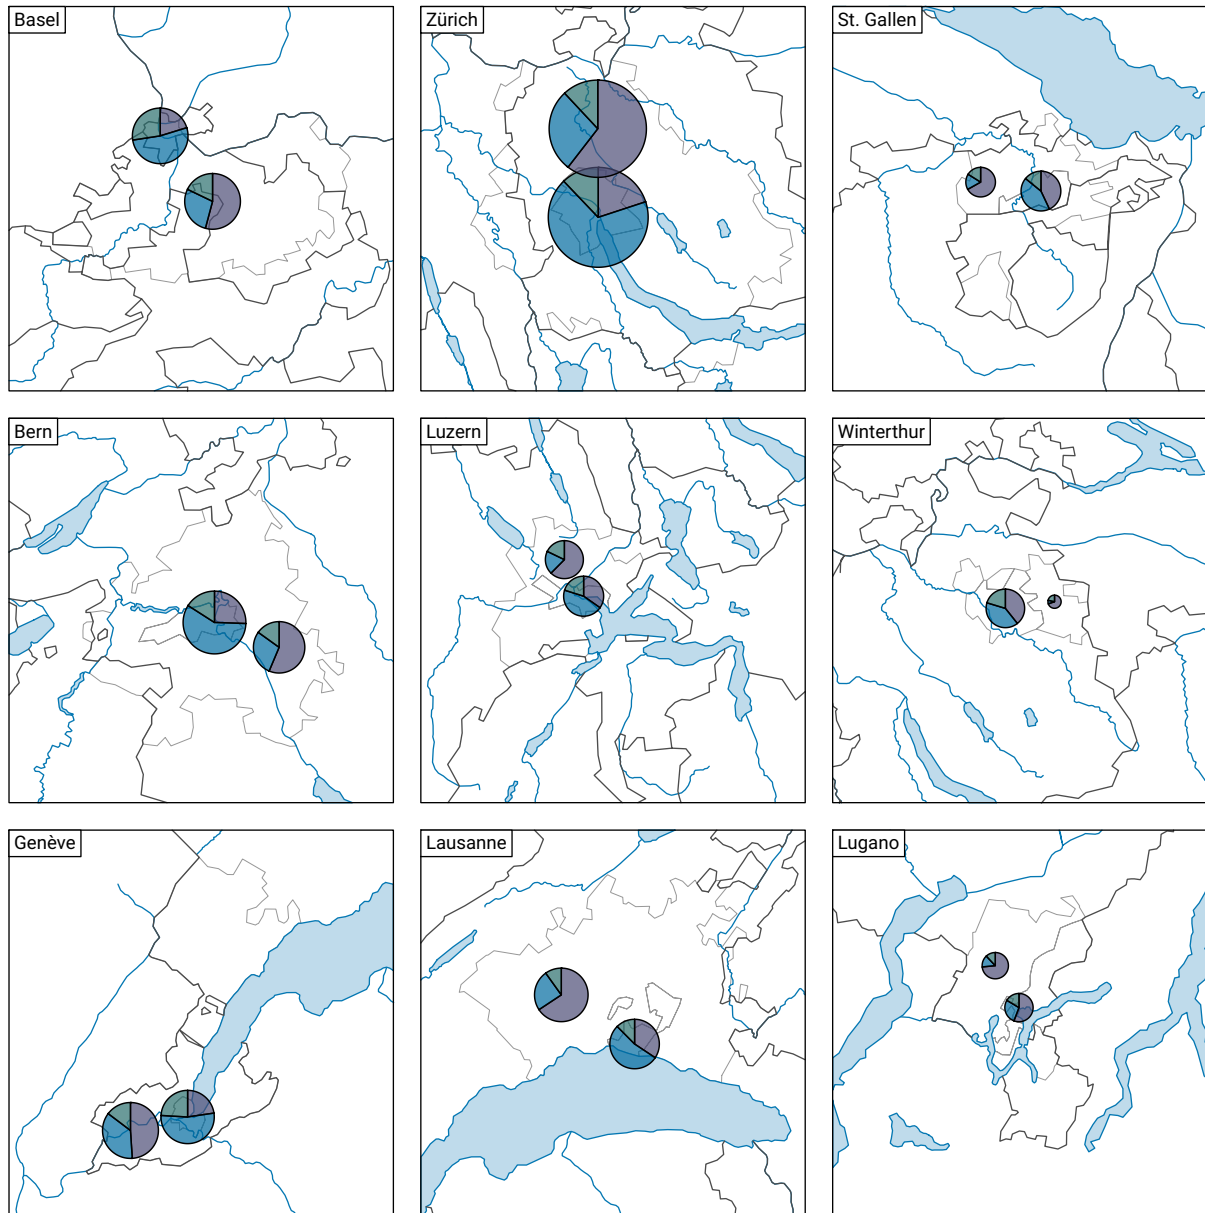 Basel
Zürich
St. Gallen
Bern
Luzern
Winterthur
Genève
Lausanne
Lugano